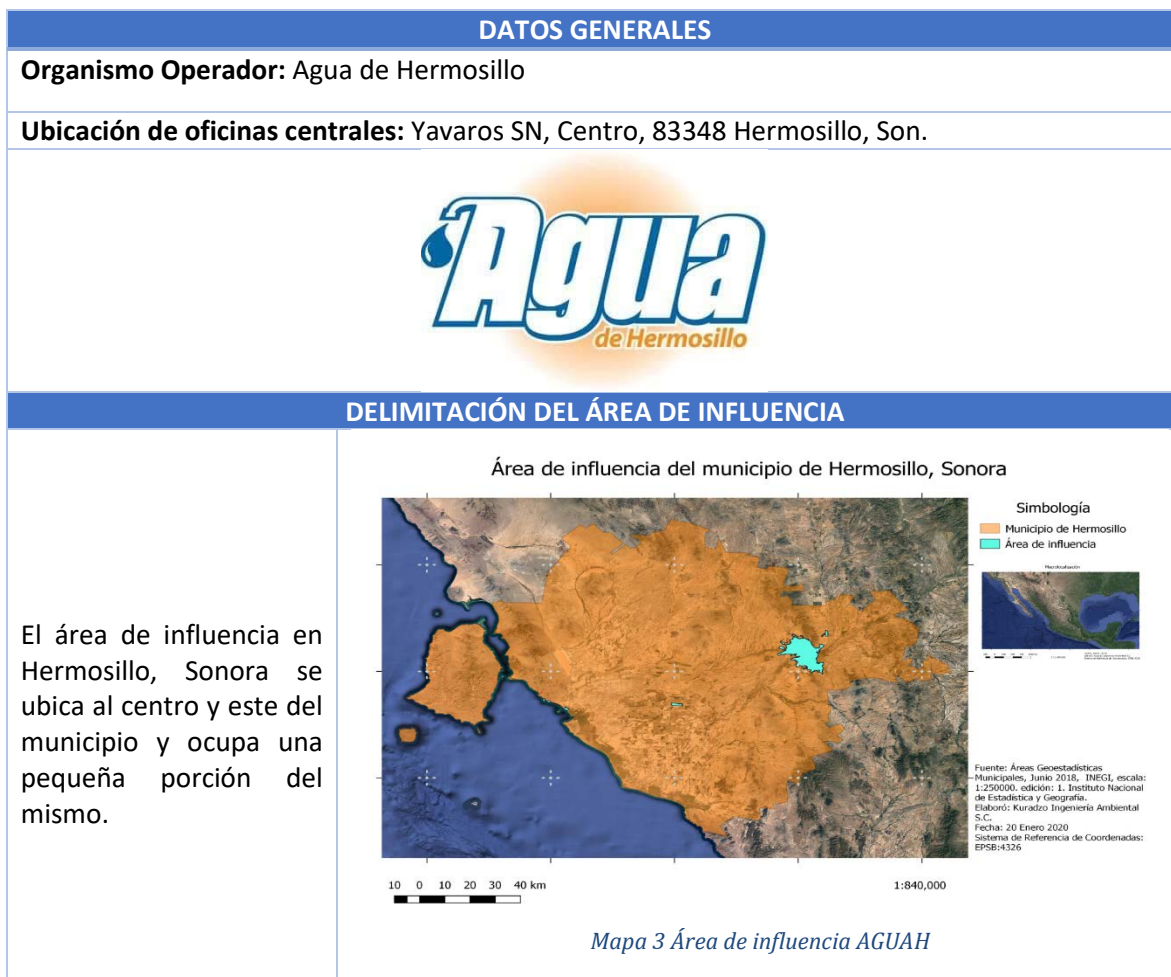 DATOS GENERALES
Organismo Operador: Agua de Hermosillo
Ubicación de oficinas centrales: Yavaros SN, Centro, 83348 Hermosillo, Son.
Agua
de Hermosillo
DELIMITACIÓN DEL ÁREA DE INFLUENCIA
El área de influencia en
Hermosillo, Sonora se
ubica al centro y este del
municipio y ocupa una
pequeña porción del
mismo.
Área de influencia del municipio de Hermosillo, Sonora
Simbología
Municipio de Hermosillo
Área de influencia
Macrolocalización
Fuente: Áreas Geoestadísticas
Municipales, Junio 2018, INEGI, escala:
1:250000. edición: 1. Instituto Nacional
de Estadística y Geografía.
Elaboró: Kuradzo Ingeniería Ambiental
S.C.
Fecha: 20 Enero 2020
Sistema de Referencia de Coordenadas:
EPSB:4326
10 0 10 20 30 40 km
1:840,000
Mapa 3 Área de influencia AGUAH